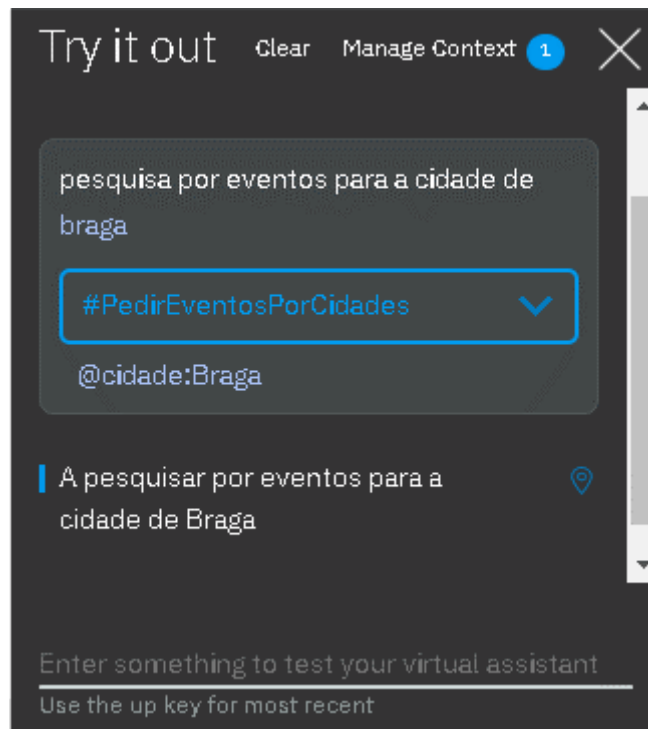 Try it out Clear Manage Context 1
pesquisa por eventos para a cidade de
braga
#PedirEventosPorCidades
@cidade:Braga
A pesquisar por eventos para a
cidade de Braga
Enter something to test your virtual assistant
Use the up key for most recent